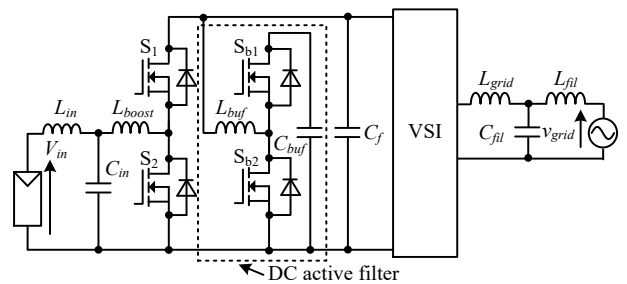 S1
Sb1
Lgrid
Lfil
Lin
Lboost
Lbuf
Vin
Cbuf
Cf
VSI
Cfil
vgrid
S2
Sb2
Cin
DC active filter